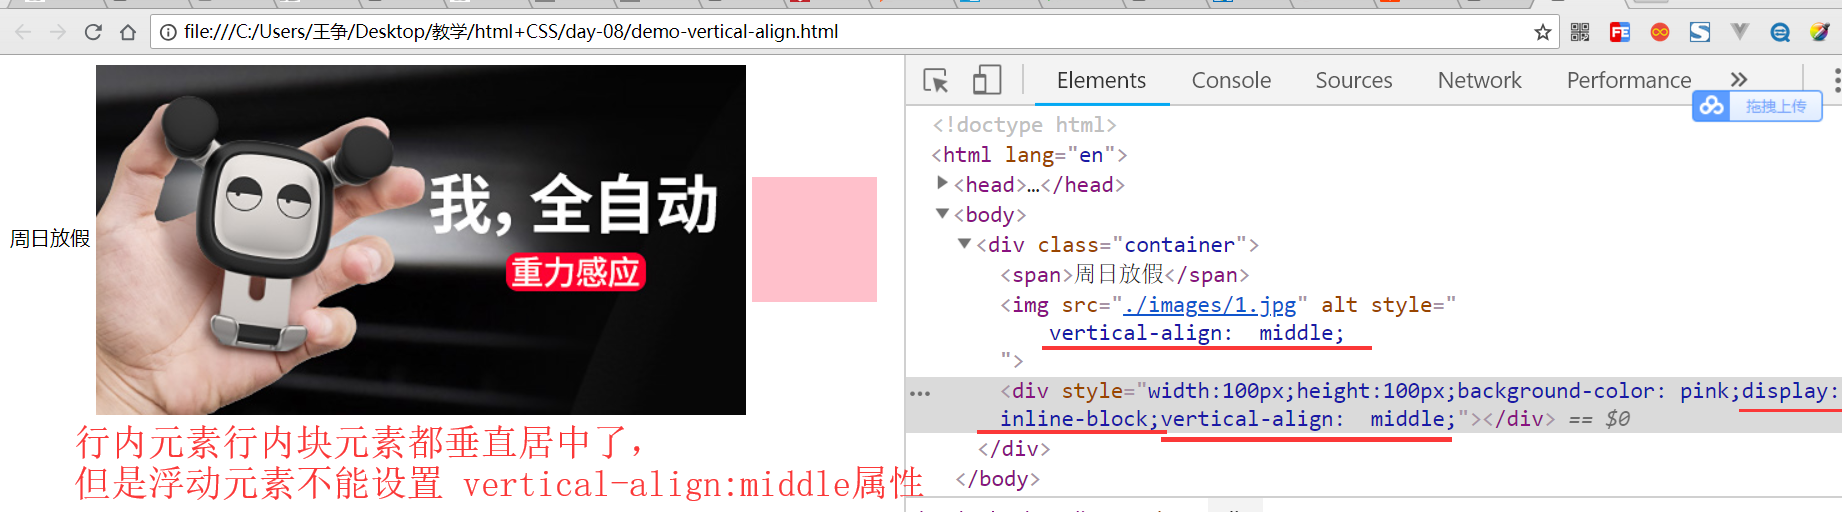 file:///C:/Users/王争/Desktop/教学/html+CSS/day-08/demo-vertical-align.html
FE
S
Elements Console Sources Network Performance »
拖拽上传
<!doctype html>
<html lang="en">
<head>…</head>
<body>
<div class="container">
<span>周日放假</span>
<img src="./images/1.jpg" alt style="
vertical-align:  middle;
">
<div style="width:100px;height:100px;background-color: pink;display:
inline-block;vertical-align:  middle;"></div> == $0
</div>
</body>
周日放假
我，全自动
重力感应
行内元素行内块元素都垂直居中了，
但是浮动元素不能设置 vertical-align:middle属性